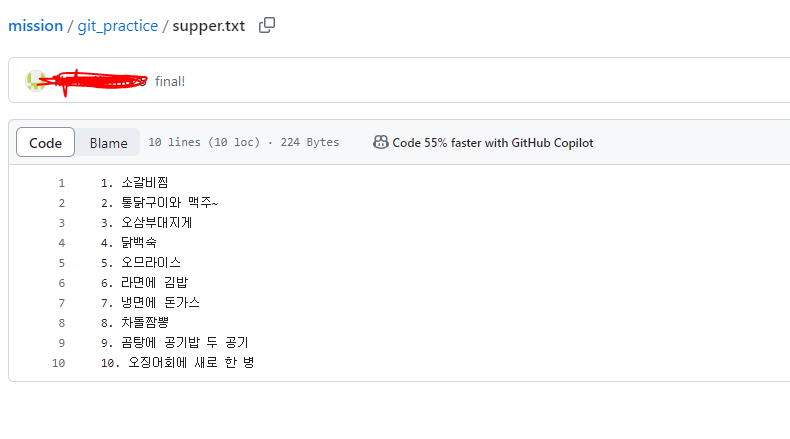 mission / git_practice / supper.txt
final!
Code Blame 10 lines (10 loc) · 224 Bytes Code 55% faster with GitHub Copilot
1 1. 소갈비찜
2 2. 통닭구이와 맥주~
3 3. 오삼부대지게
4 4. 닭백숙
5 5. 오므라이스
6 6. 라면에 김밥
7 7. 냉면에 돈가스
8 8. 차돌짬뽕
9 9. 곰탕에 공기밥 두 공기
10 10. 오징어회에 새로 한 병